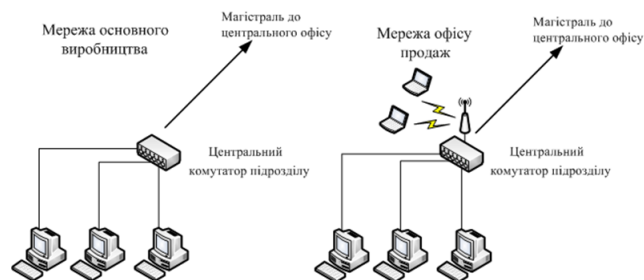 Мережа основного
виробництва
Магістраль до
центрального офісу
Центральний
комутатор підрозділу
Мережа офісу
продаж
Магістраль до
центрального офісу
Центральний
комутатор підрозділу